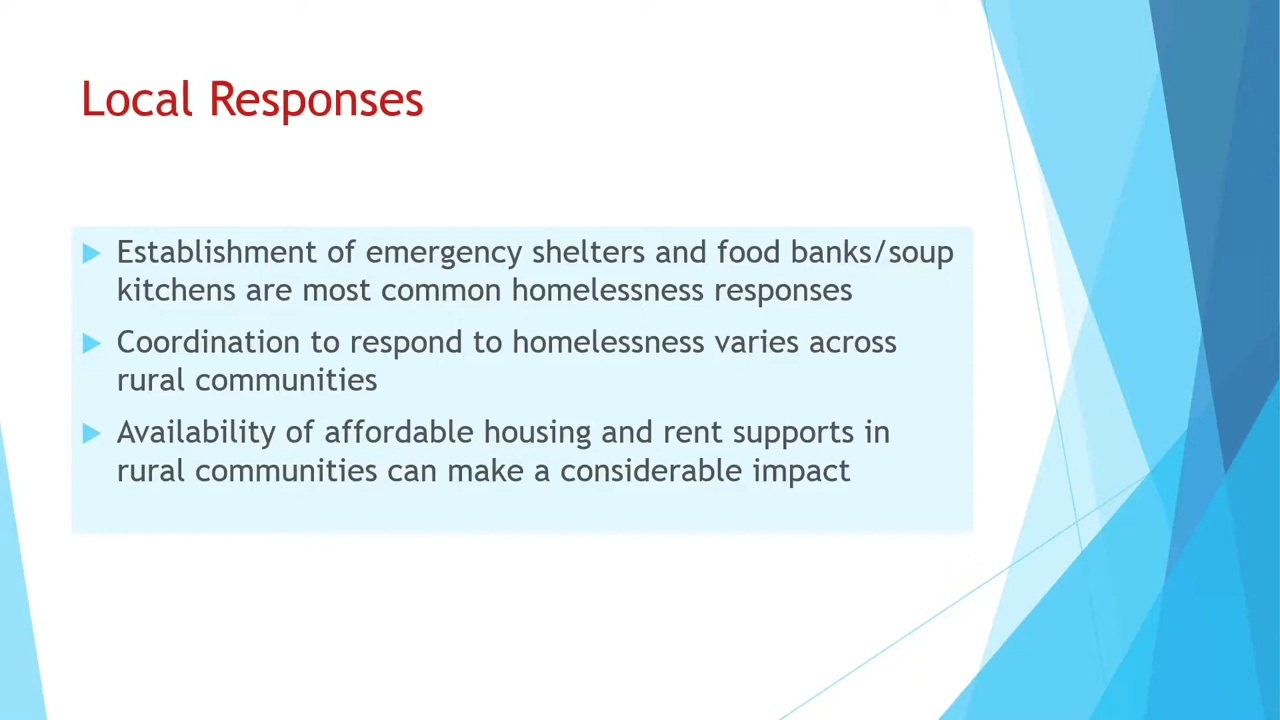 Local Responses
Establishment of emergency shelters and food banks/soup
kitchens are most common homelessness responses
Coordination to respond to homelessness varies across
rural communities
Availability of affordable housing and rent supports in
rural communities can make a considerable impact